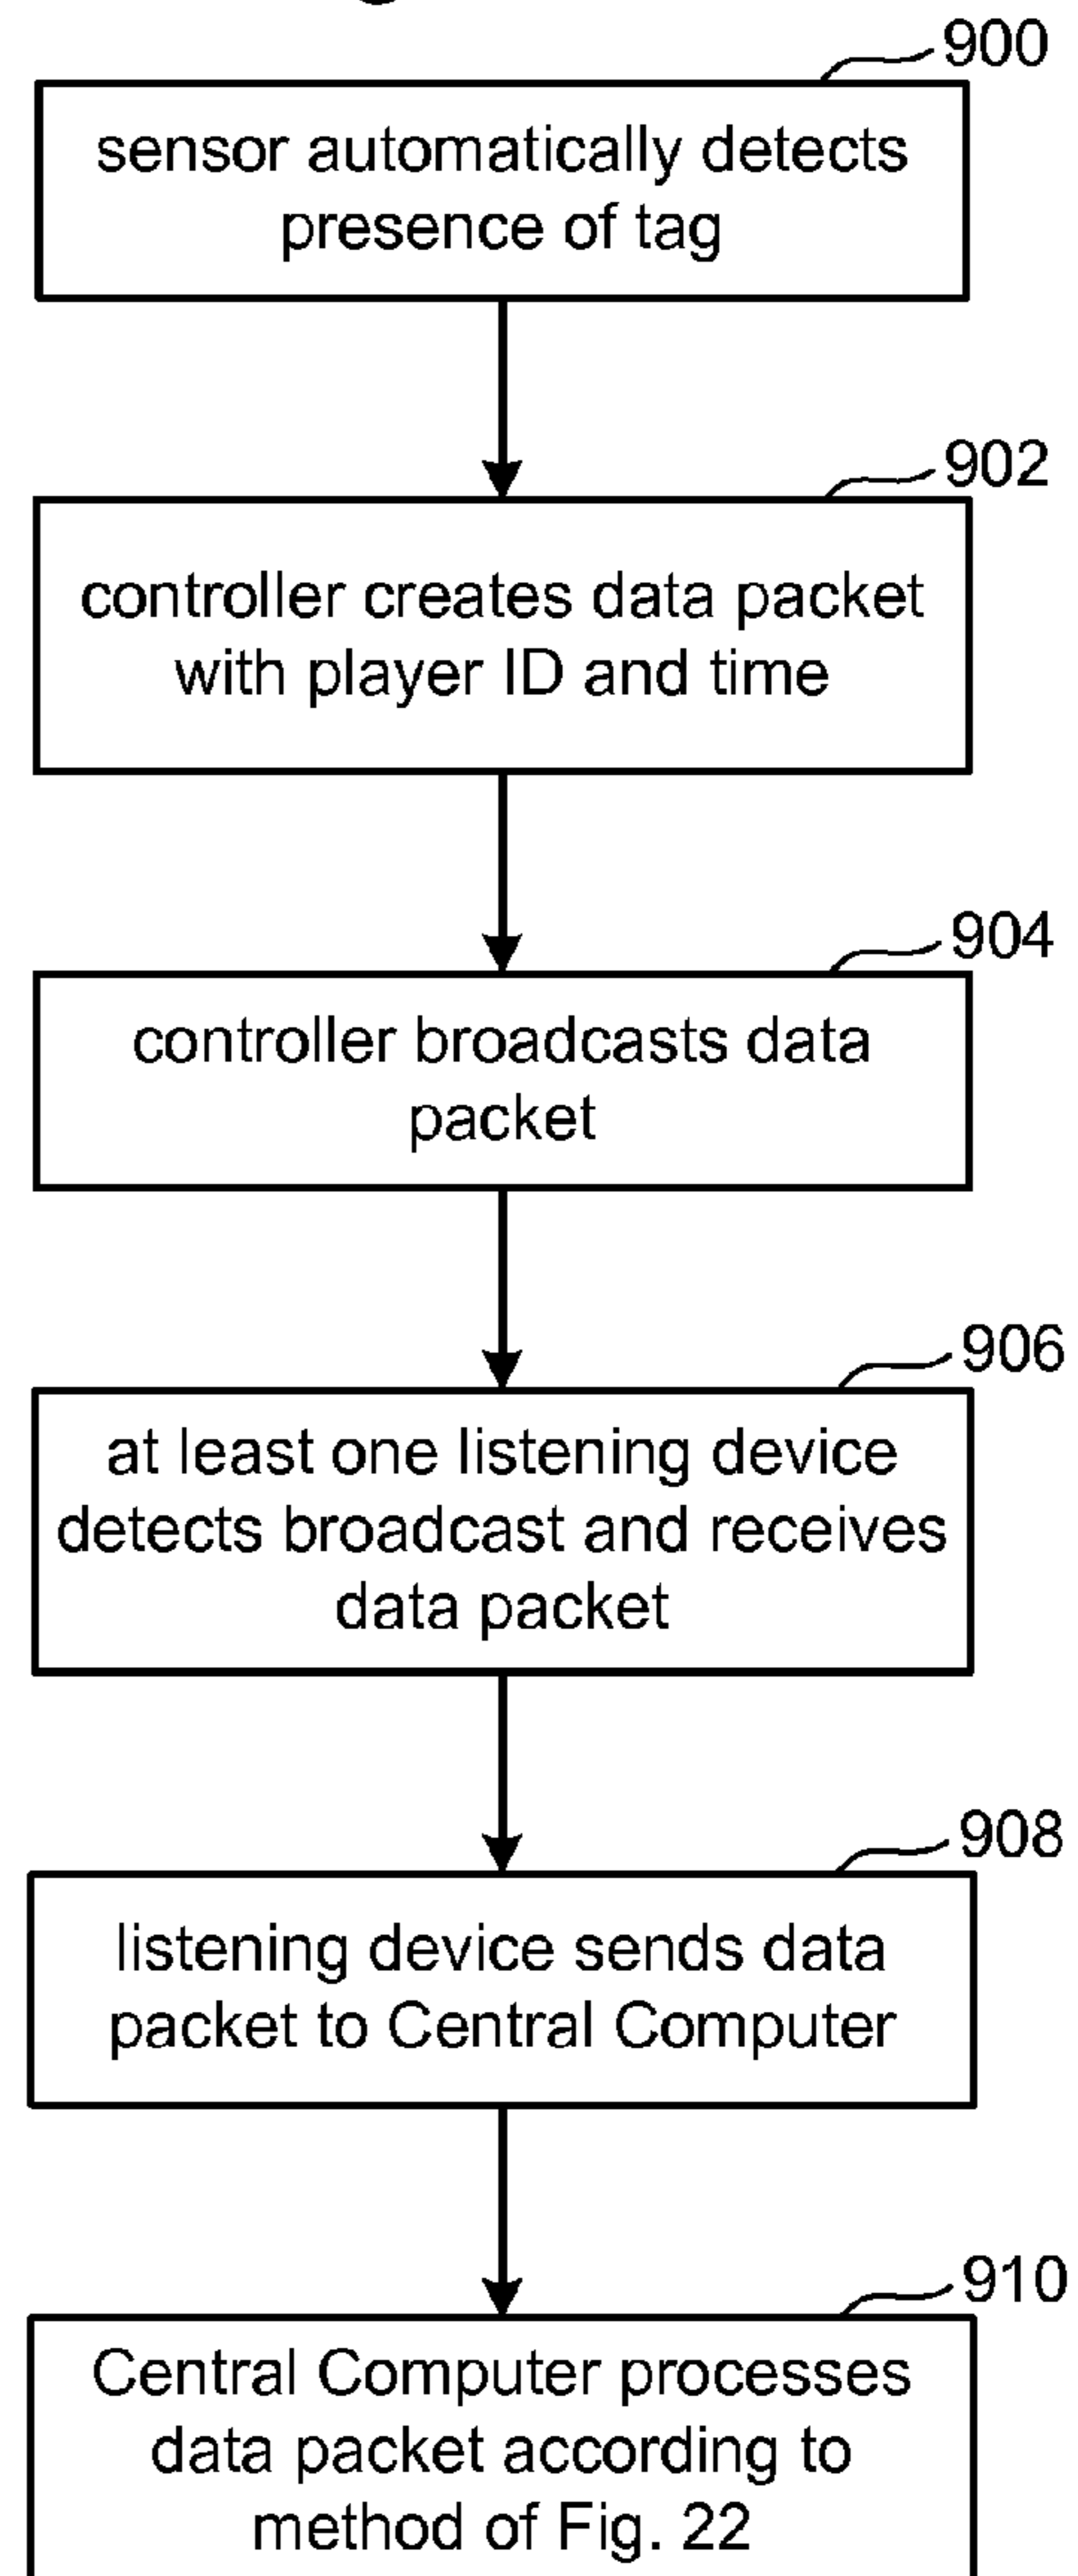 900
sensor automatically detects
presence of tag
902
controller creates data packet
with player ID and time
904
controller broadcasts data
packet
906
at least one listening device
detects broadcast and receives
data packet
908
listening device sends data
packet to Central Computer
910
Central Computer processes
data packet according to
method of Fig. 22